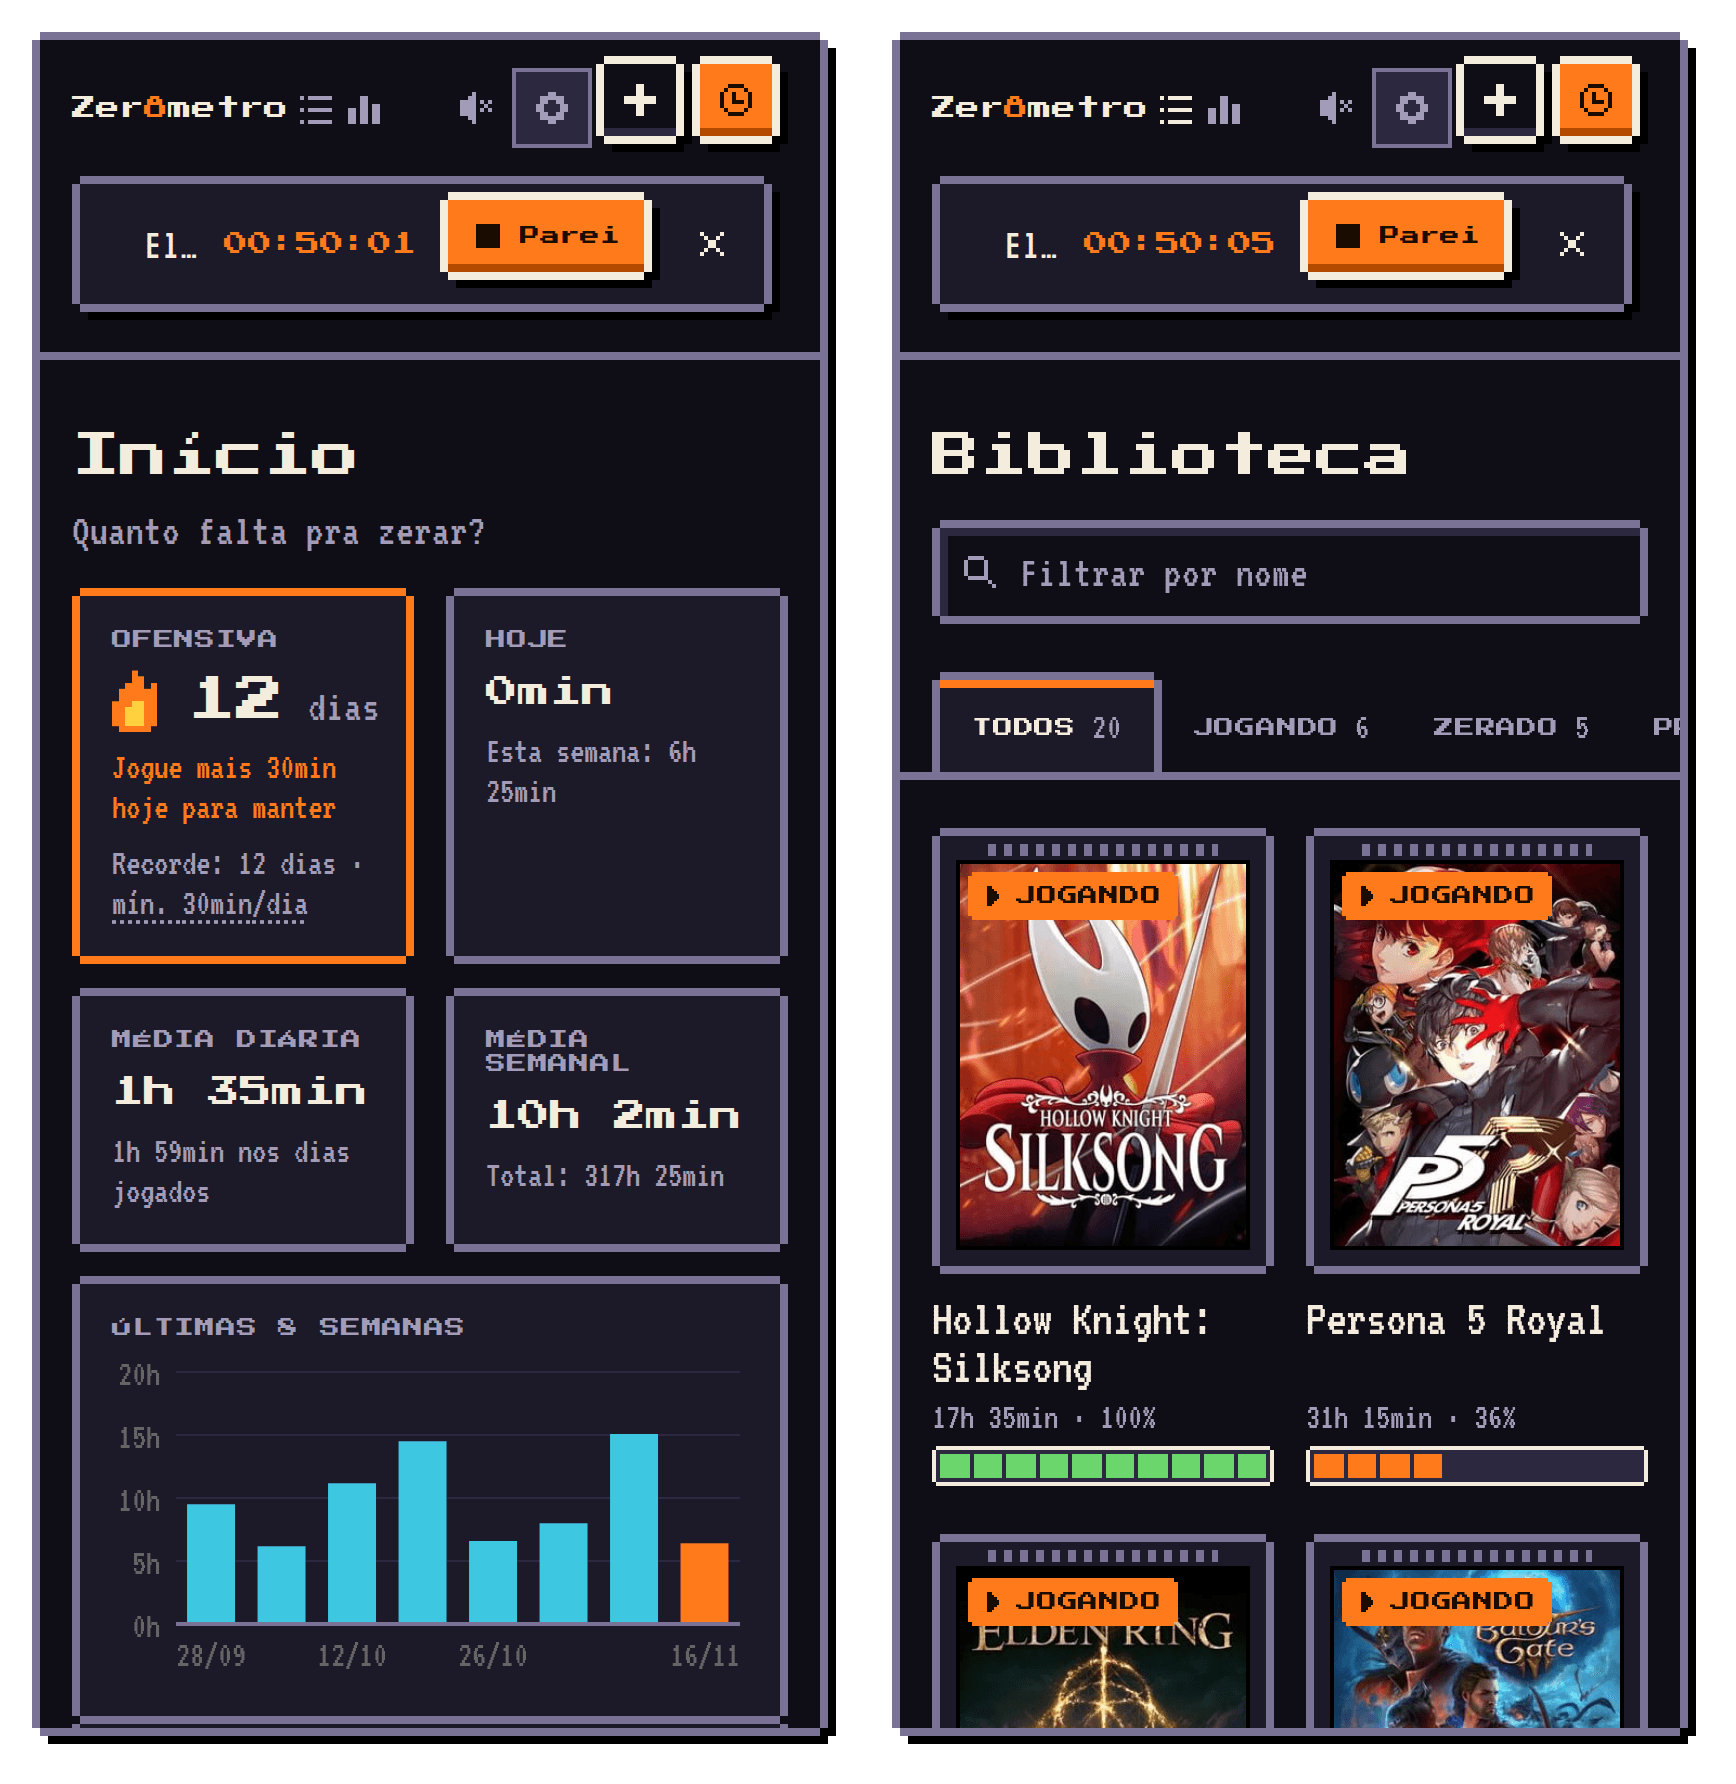 Zerômetro
El… 00:50:01 Parei
Início
Quanto falta pra zerar?
OFENSIVA
12 dias
Jogue mais 30min
hoje para manter
Recorde: 12 dias ·
mín. 30min/dia
HOJE
0min
Esta semana: 6h
25min
MÉDIA DIÁRIA
1h 35min
1h 59min nos dias
jogados
MÉDIA
SEMANAL
10h 2min
Total: 317h 25min
ÚLTIMAS 8 SEMANAS
20h
15h
10h
5h
0h
28/09 12/10 26/10 16/11
Zerômetro
El… 00:50:05 Parei
Biblioteca
Filtrar por nome
TODOS 20 JOGANDO 6 ZERADO 5
JOGANDO
HOLLOW KNIGHT
SILKSONG
Hollow Knight:
Silksong
17h 35min · 100%
JOGANDO
P5R
PERSONA5
ROYAL
Persona 5 Royal
31h 15min · 36%
JOGANDO
ELDEN RING
JOGANDO
Baldur's
Gate